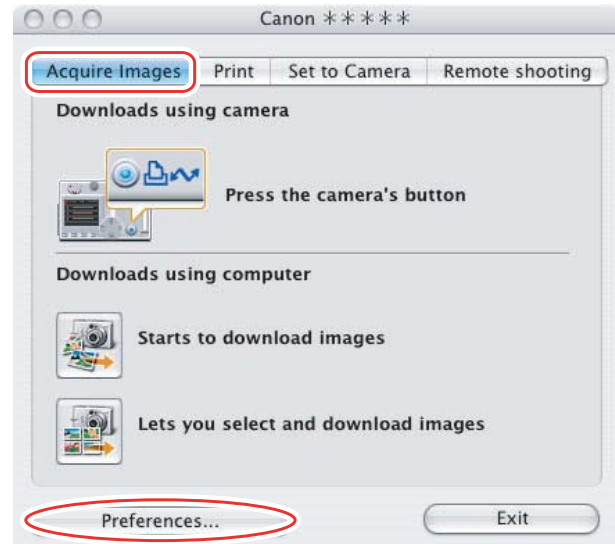 Canon ＊＊＊＊＊
Acquire Images Print Set to Camera Remote shooting
Downloads using camera
Press the camera's button
Downloads using computer
Starts to download images
Lets you select and download images
Preferences... Exit